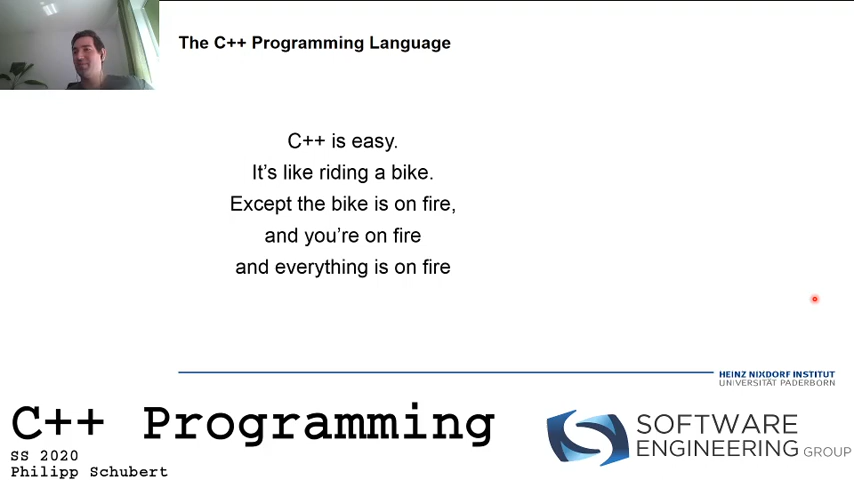 The C++ Programming Language
C++ is easy.
It’s like riding a bike.
Except the bike is on fire,
and you’re on fire
and everything is on fire
HEINZ NIXDORF INSTITUT
UNIVERSITÄT PADERBORN
C++ Programming
SS 2020
Philipp Schubert
SOFTWARE
ENGINEERING GROUP